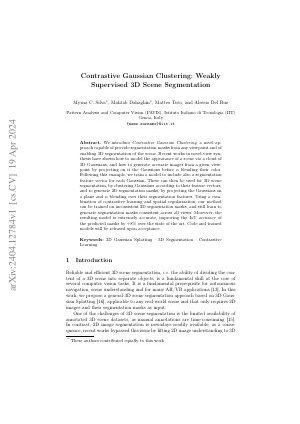 Contrastive Gaussian Clustering: Weakly
Supervised 3D Scene Segmentation
Myrna C. Silva*, Mahtab Dahaghin*, Matteo Toso, and Alessio Del Bue
Pattern Analysis and Computer Vision (PAVIS), Istituto Italiano di Tecnologia (IIT)
Genoa, Italy
Abstract. We introduce Contrastive Gaussian Clustering, a novel ap-
proach capable of provide segmentation masks from any viewpoint and of
enabling 3D segmentation of the scene. Recent works in novel-view syn-
thesis have shown how to model the appearance of a scene via a cloud of
3D Gaussians, and how to generate accurate images from a given view-
point by projecting on it the Gaussians before α blending their color.
Following this example, we train a model to include also a segmentation
feature vector for each Gaussian. These can then be used for 3D scene
segmentation, by clustering Gaussians according to their feature vectors;
and to generate 2D segmentation masks, by projecting the Gaussians on
a plane and α blending over their segmentation features. Using a com-
bination of contrastive learning and spatial regularization, our method
can be trained on inconsistent 2D segmentation masks, and still learn to
generate segmentation masks consistent across all views. Moreover, the
resulting model is extremely accurate, improving the IoU accuracy of
the predicted masks by +8% over the state of the art. Code and trained
models will be released upon acceptance.
Keywords: 3D Gaussian Splatting · 3D Segmentation · Contrastive
Learning
1 Introduction
Reliable and efficient 3D scene segmentation, i.e. the ability of dividing the con-
tent of a 3D scene into separate objects, is a fundamental skill at the core of
several computer vision tasks. It is a fundamental prerequisite for autonomous
navigation, scene understanding and for many AR/VR applications [13]. In this
work, we propose a general 3D scene segmentation approach based on 3D Gaus-
sian Splatting [16], applicable to any real-world scene and that only requires 2D
images and their segmentation masks as input.
One of the challenges of 3D scene segmentation is the limited availability of
annotated 3D scene datasets, as manual annotations are time-consuming [15].
In contrast, 2D image segmentation is nowadays readily available; as a conse-
quence, recent works bypassed this issue by lifting 2D image understanding to 3D
* These authors contributed equally to this work
arXiv:2404.12784v1 [cs.CV] 19 Apr 2024